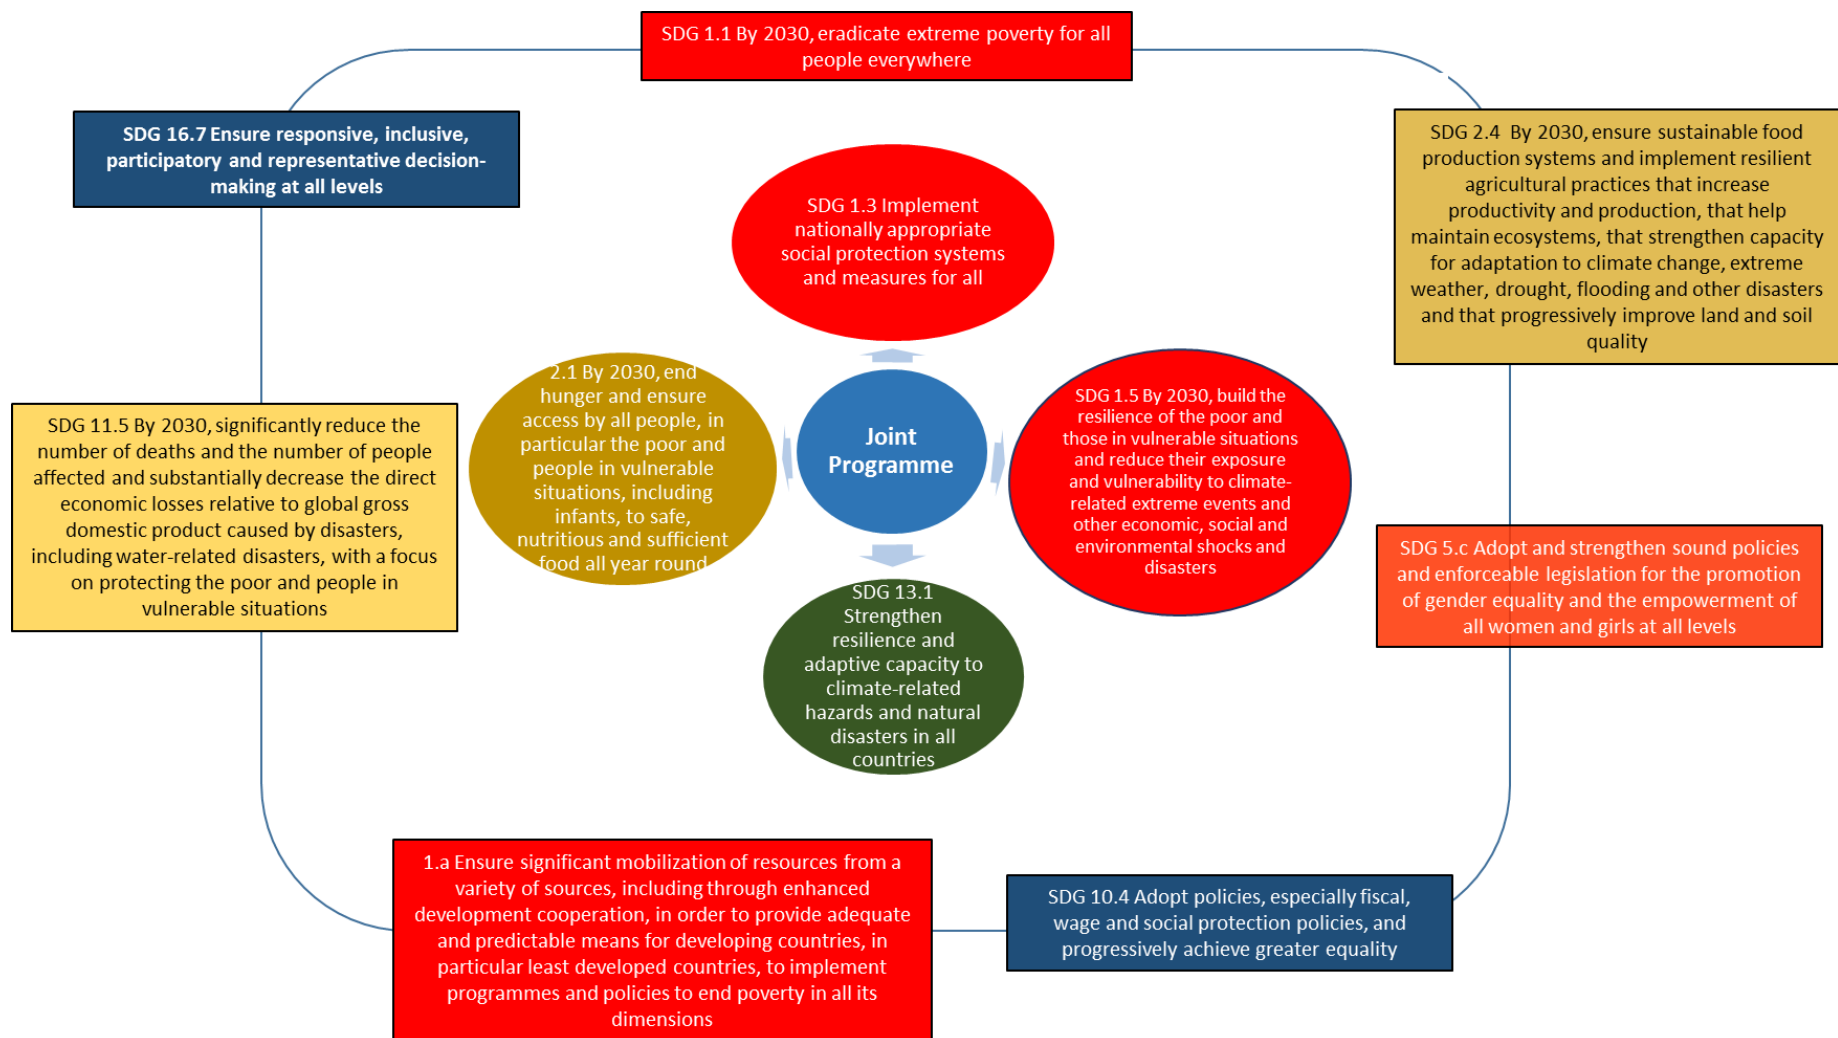 SDG 1.1 By 2030, eradicate extreme poverty for all
people everywhere
SDG 16.7 Ensure responsive, inclusive,
participatory and representative decision-
making at all levels
SDG 2.4 By 2030, ensure sustainable food
production systems and implement resilient
agricultural practices that increase
productivity and production, that help
maintain ecosystems, that strengthen capacity
for adaptation to climate change, extreme
weather, drought, flooding and other disasters
and that progressively improve land and soil
quality
SDG 1.3 Implement
nationally appropriate
social protection systems
and measures for all
2.1 By 2030, end
hunger and ensure
access by all people, in
particular the poor and
people in vulnerable
situations, including
infants, to safe,
nutritious and sufficient
food all year round
Joint
Programme
SDG 1.5 By 2030, build the
resilience of the poor and
those in vulnerable situations
and reduce their exposure
and vulnerability to climate-
related extreme events and
other economic, social and
environmental shocks and
disasters
SDG 11.5 By 2030, significantly reduce the
number of deaths and the number of people
affected and substantially decrease the direct
economic losses relative to global gross
domestic product caused by disasters,
including water-related disasters, with a focus
on protecting the poor and people in
vulnerable situations
SDG 5.c Adopt and strengthen sound policies
and enforceable legislation for the promotion
of gender equality and the empowerment of
all women and girls at all levels
SDG 13.1
Strengthen
resilience and
adaptive capacity to
climate-related
hazards and natural
disasters in all
countries
1.a Ensure significant mobilization of resources from a
variety of sources, including through enhanced
development cooperation, in order to provide adequate
and predictable means for developing countries, in
particular least developed countries, to implement
programmes and policies to end poverty in all its
dimensions
SDG 10.4 Adopt policies, especially fiscal,
wage and social protection policies, and
progressively achieve greater equality